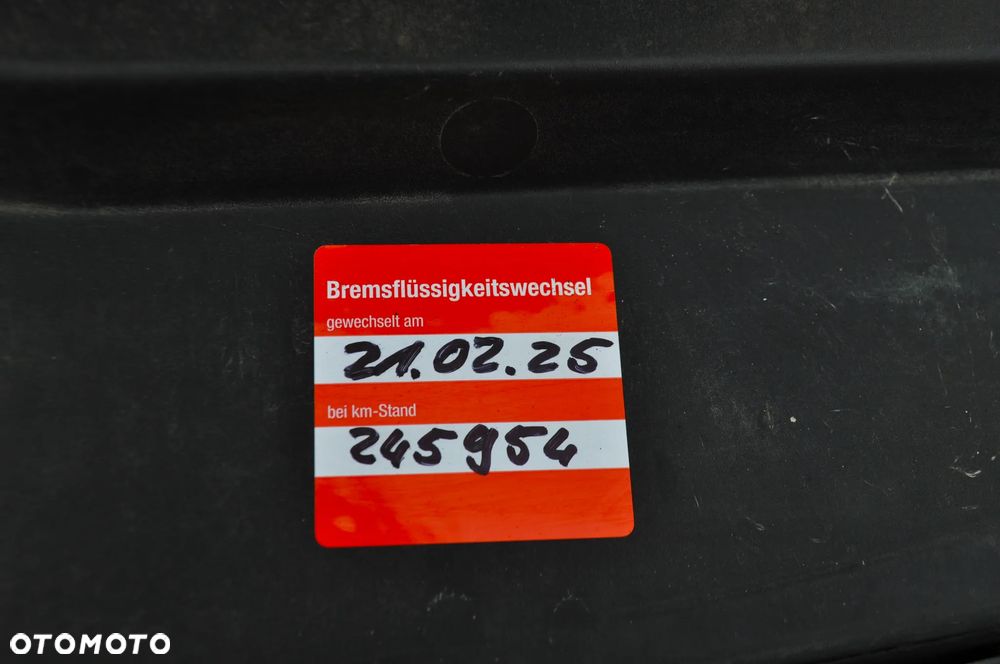 Bremsflüssigkeitswechsel
gewechselt am
21.02.25
bei km-Stand
245954
OTOMOTO